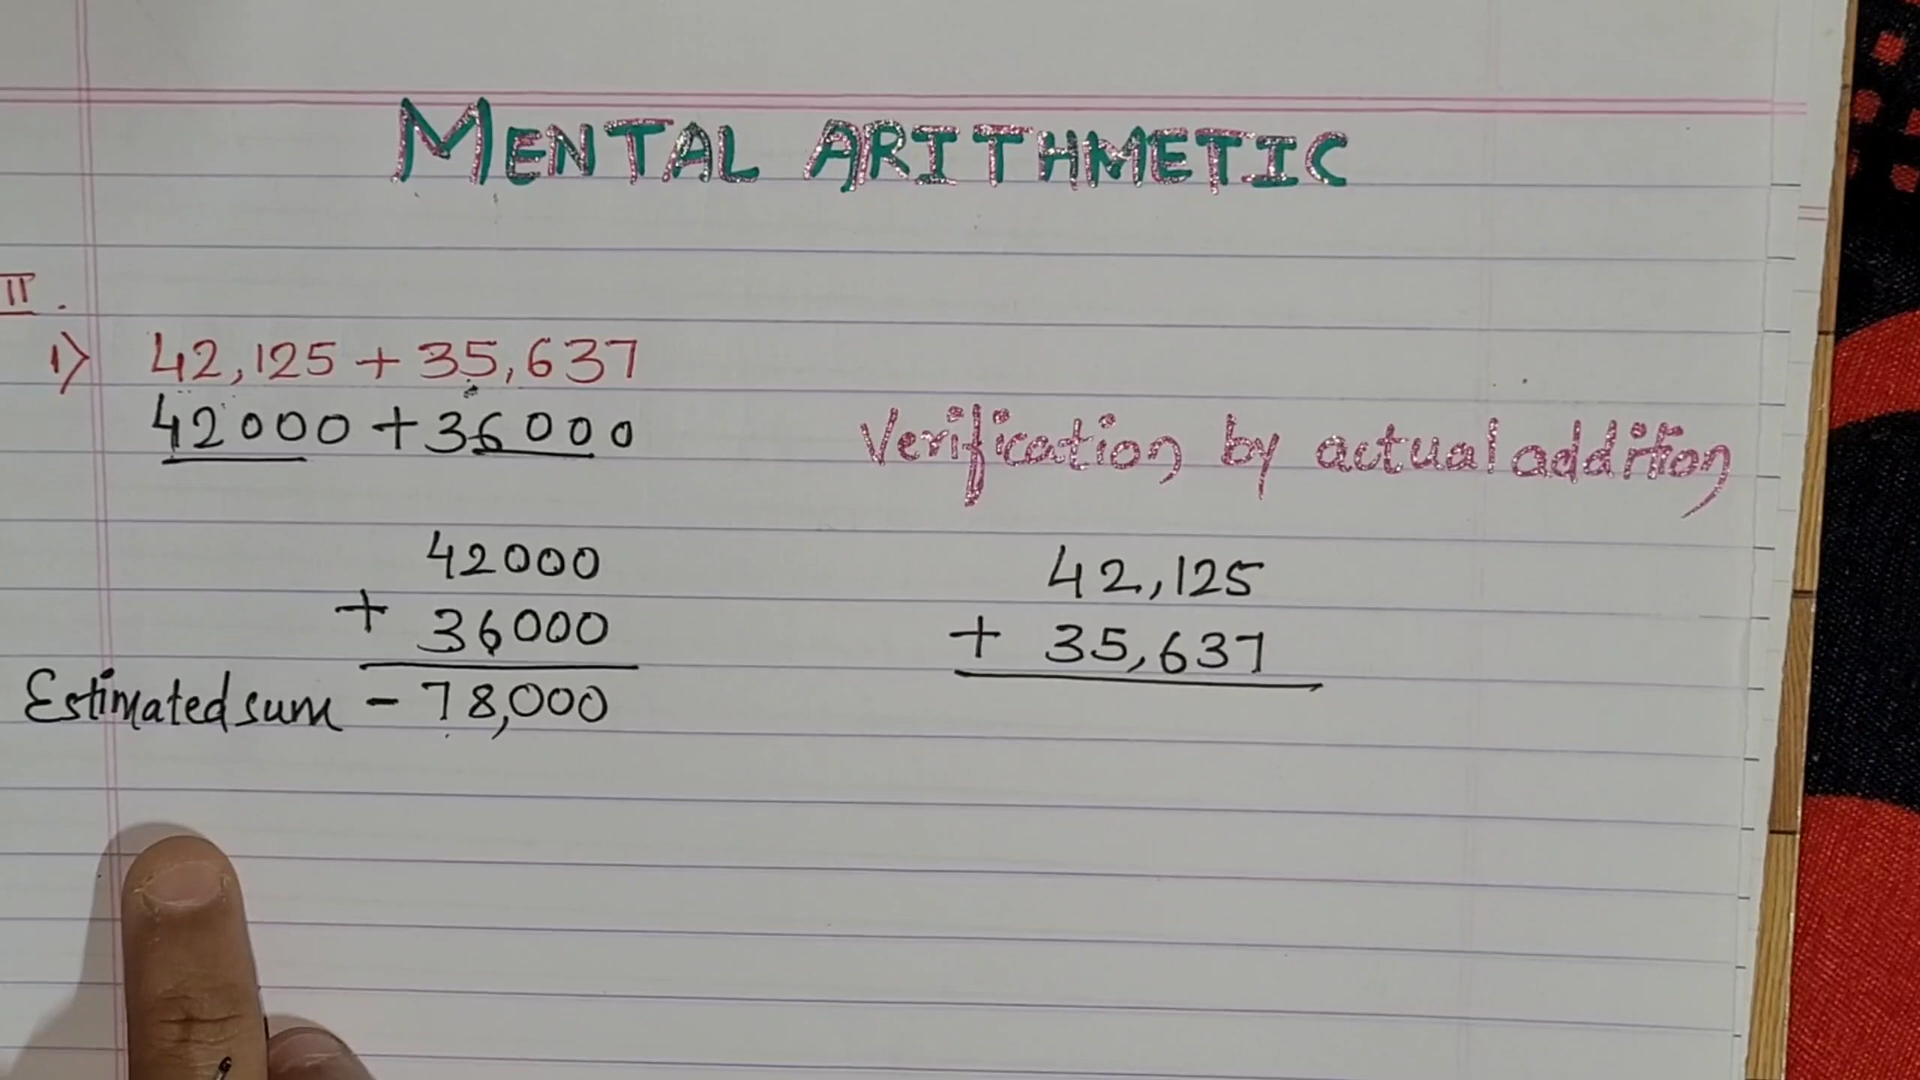 MENTAL ARITHMETIC
II.
1) 42,125 + 35,637
42000 + 36000
42000
+ 36000
Estimated sum - 78,000
Verification by actual addition
42,125
+ 35,637